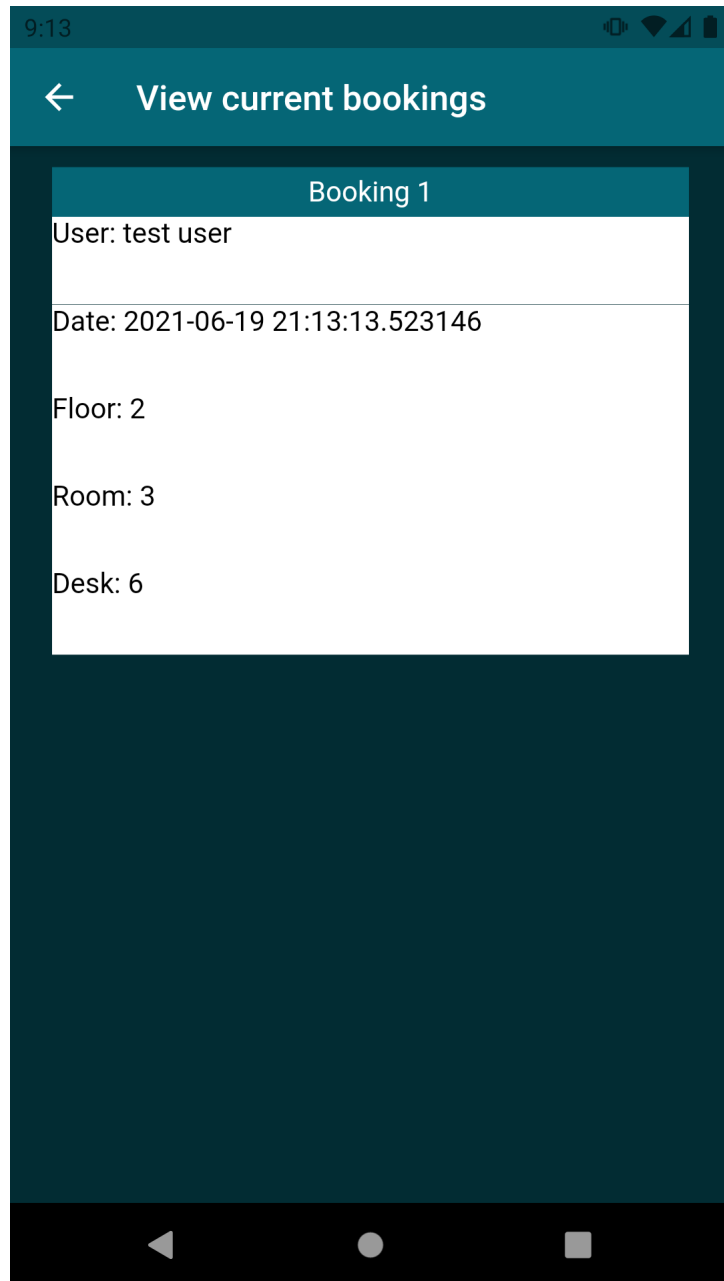 9:13
View current bookings
Booking 1
User: test user
Date: 2021-06-19 21:13:13.523146
Floor: 2
Room: 3
Desk: 6